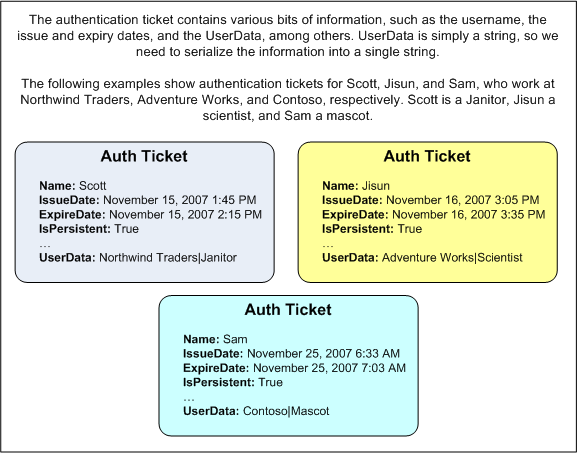 The authentication ticket contains various bits of information, such as the username, the
issue and expiry dates, and the UserData, among others. UserData is simply a string, so we
need to serialize the information into a single string.
The following examples show authentication tickets for Scott, Jisun, and Sam, who work at
Northwind Traders, Adventure Works, and Contoso, respectively. Scott is a Janitor, Jisun a
scientist, and Sam a mascot.
Auth Ticket
Name: Scott
IssueDate: November 15, 2007 1:45 PM
ExpireDate: November 15, 2007 2:15 PM
IsPersistent: True
…
UserData: Northwind Traders|Janitor
Auth Ticket
Name: Jisun
IssueDate: November 16, 2007 3:05 PM
ExpireDate: November 16, 2007 3:35 PM
IsPersistent: True
…
UserData: Adventure Works|Scientist
Auth Ticket
Name: Sam
IssueDate: November 25, 2007 6:33 AM
ExpireDate: November 25, 2007 7:03 AM
IsPersistent: True
…
UserData: Contoso|Mascot